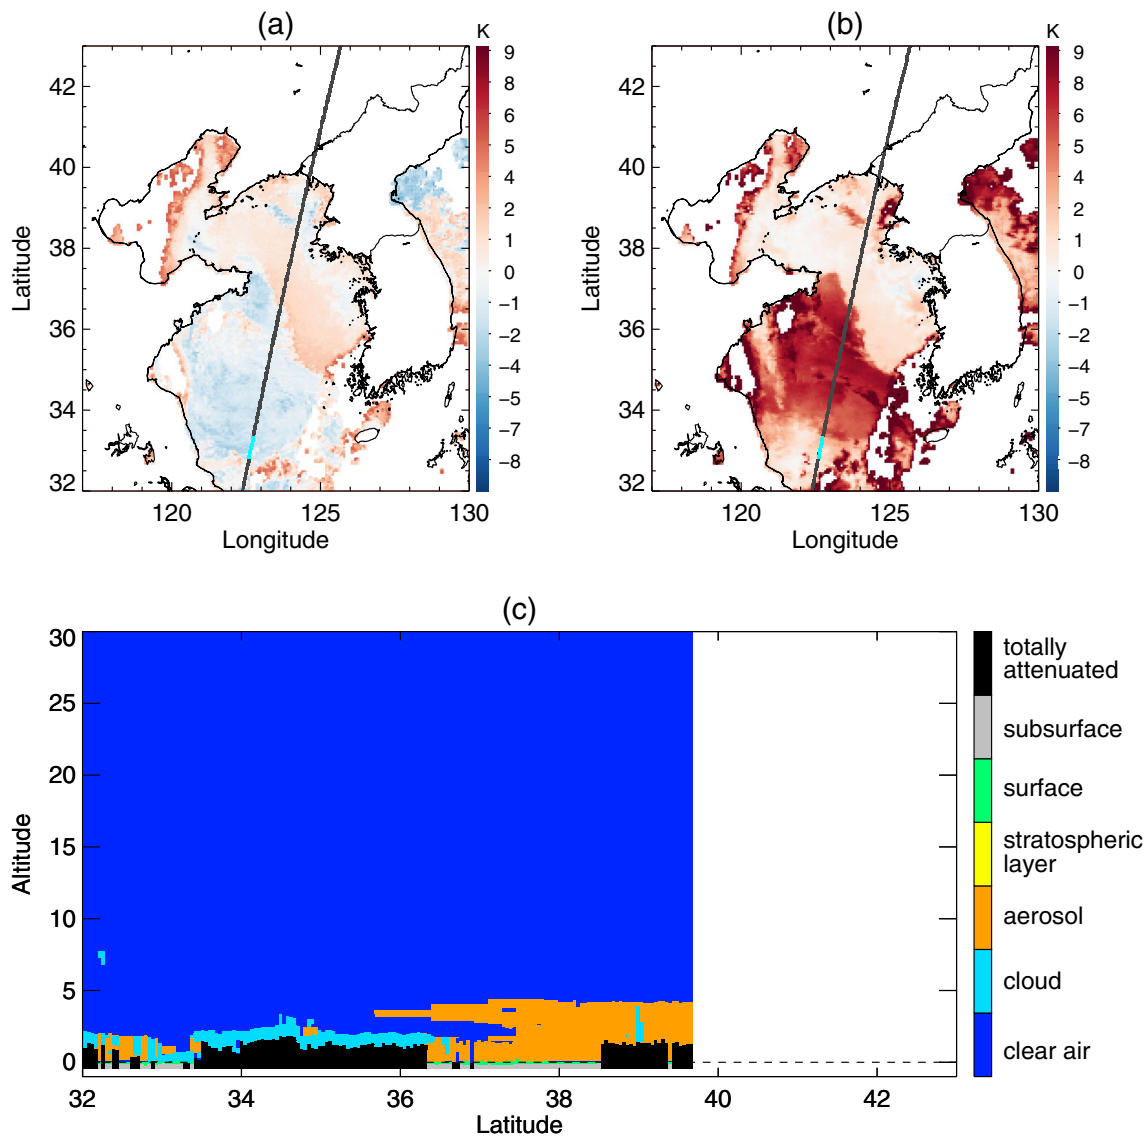 (a)
K
9
8
6
4
2
1
0
−1
−2
−4
−5
−7
−8
42
40
38
36
34
32
Latitude
120
125
130
Longitude
(b)
K
9
8
6
4
2
1
0
−1
−2
−4
−5
−7
−8
42
40
38
36
34
32
Latitude
120
125
130
Longitude
(c)
30
25
20
15
10
5
0
Altitude
32
34
36
38
40
42
Latitude
totally
attenuated
subsurface
surface
stratospheric
layer
aerosol
cloud
clear air